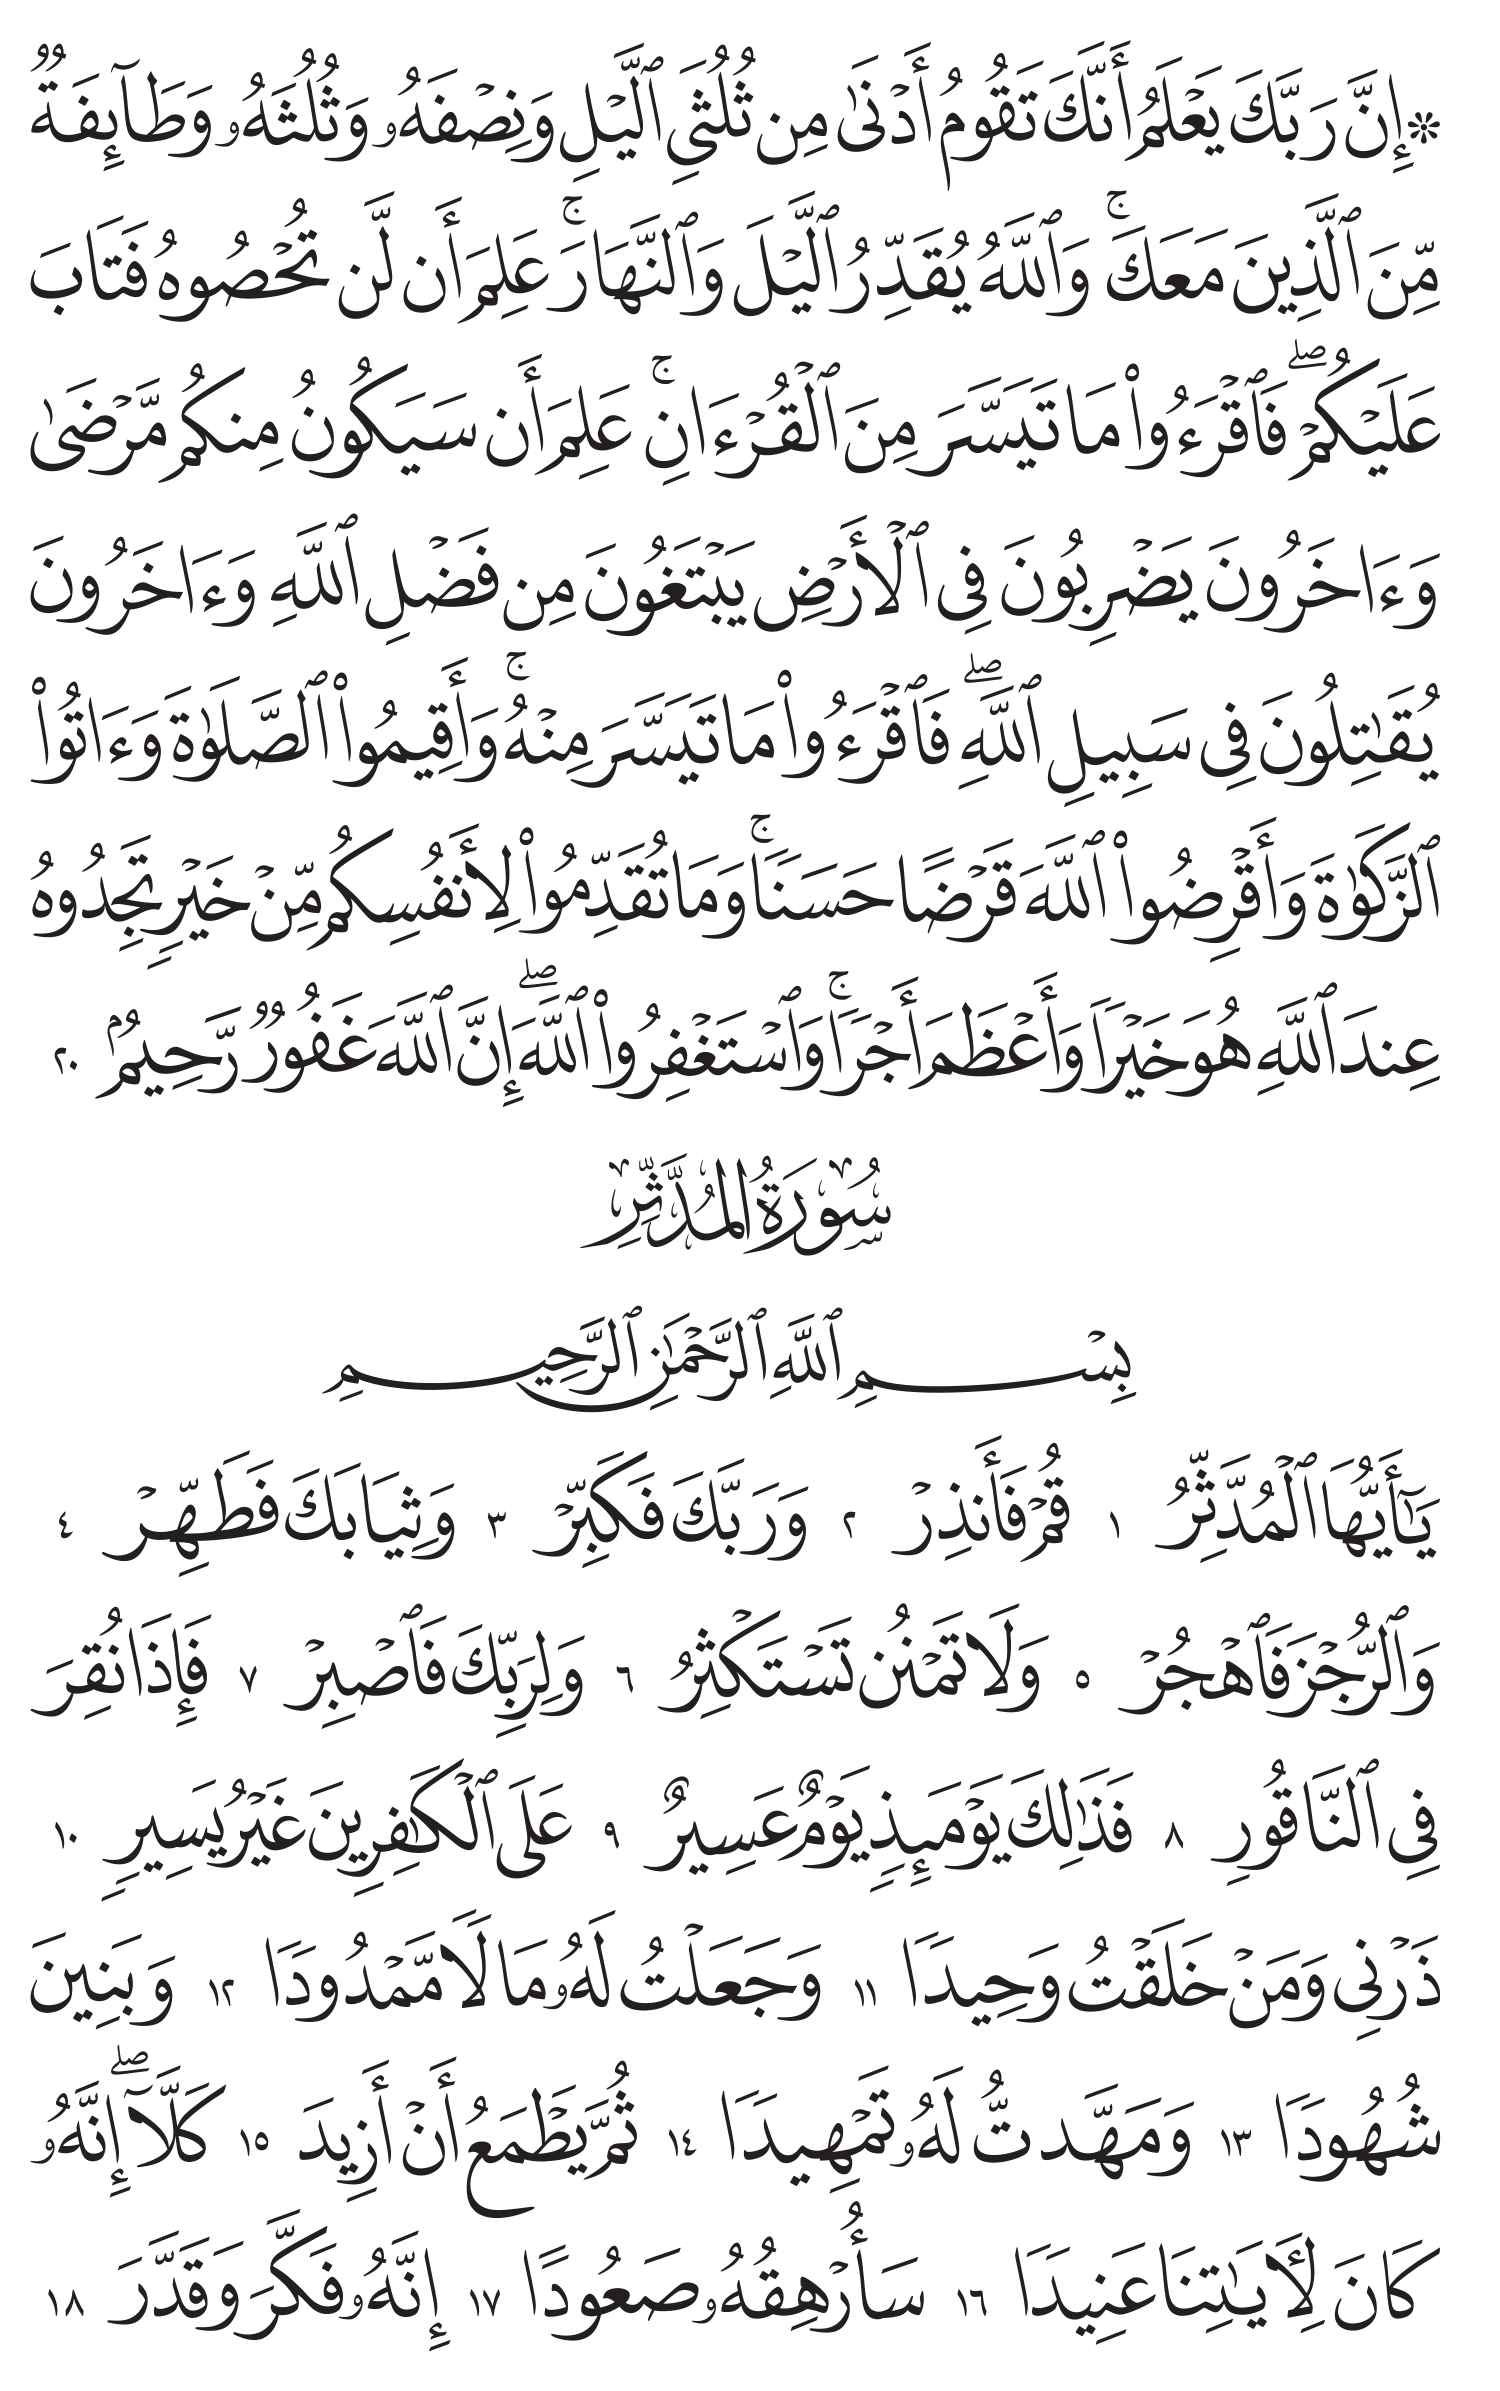 ۞إِنَّ رَبَّكَ يَعْلَمُ أَنَّكَ تَقُومُ أَدْنَىٰ مِن ثُلُثَيِ ٱلَّيْلِ وَنِصْفَهُۥ وَثُلُثَهُۥ وَطَآئِفَةٌ
مِّنَ ٱلَّذِينَ مَعَكَۚ وَٱللَّهُ يُقَدِّرُ ٱلَّيْلَ وَٱلنَّهَارَۚ عَلِمَ أَن لَّن تُحْصُوهُ فَتَابَ
عَلَيْكُمْۖ فَٱقْرَءُوا۟ مَا تَيَسَّرَ مِنَ ٱلْقُرْءَانِۚ عَلِمَ أَن سَيَكُونُ مِنكُم مَّرْضَىٰ
وَءَاخَرُونَ يَضْرِبُونَ فِى ٱلْأَرْضِ يَبْتَغُونَ مِن فَضْلِ ٱللَّهِ وَءَاخَرُونَ
يُقَٰتِلُونَ فِى سَبِيلِ ٱللَّهِۖ فَٱقْرَءُوا۟ مَا تَيَسَّرَ مِنْهُۚ وَأَقِيمُوا۟ ٱلصَّلَوٰةَ وَءَاتُوا۟
ٱلزَّكَوٰةَ وَأَقْرِضُوا۟ ٱللَّهَ قَرْضًا حَسَنًاۚ وَمَا تُقَدِّمُوا۟ لِأَنفُسِكُم مِّنْ خَيْرٍ تَجِدُوهُ
عِندَ ٱللَّهِ هُوَ خَيْرًا وَأَعْظَمَ أَجْرًاۚ وَٱسْتَغْفِرُوا۟ ٱللَّهَۖ إِنَّ ٱللَّهَ غَفُورٌ رَّحِيمٌۢ ٢٠
سُورَةُ المُدَّثِّرِ
بِسْمِ ٱللَّهِ ٱلرَّحْمَٰنِ ٱلرَّحِيمِ
يَٰٓأَيُّهَا ٱلْمُدَّثِّرُ ١ قُمْ فَأَنذِرْ ٢ وَرَبَّكَ فَكَبِّرْ ٣ وَثِيَابَكَ فَطَهِّرْ ٤
وَٱلرُّجْزَ فَٱهْجُرْ ٥ وَلَا تَمْنُن تَسْتَكْثِرُ ٦ وَلِرَبِّكَ فَٱصْبِرْ ٧ فَإِذَا نُقِرَ
فِى ٱلنَّاقُورِ ٨ فَذَٰلِكَ يَوْمَئِذٍ يَوْمٌ عَسِيرٌ ٩ عَلَى ٱلْكَٰفِرِينَ غَيْرُ يَسِيرٍ ١٠
ذَرْنِى وَمَنْ خَلَقْتُ وَحِيدًا ١١ وَجَعَلْتُ لَهُۥ مَالًا مَّمْدُودًا ١٢ وَبَنِينَ
شُهُودًا ١٣ وَمَهَّدتُّ لَهُۥ تَمْهِيدًا ١٤ ثُمَّ يَطْمَعُ أَنْ أَزِيدَ ١٥ كَلَّآۖ إِنَّهُۥ
كَانَ لِـَٔايَٰتِنَا عَنِيدًا ١٦ سَأُرْهِقُهُۥ صَعُودًا ١٧ إِنَّهُۥ فَكَّرَ وَقَدَّرَ ١٨